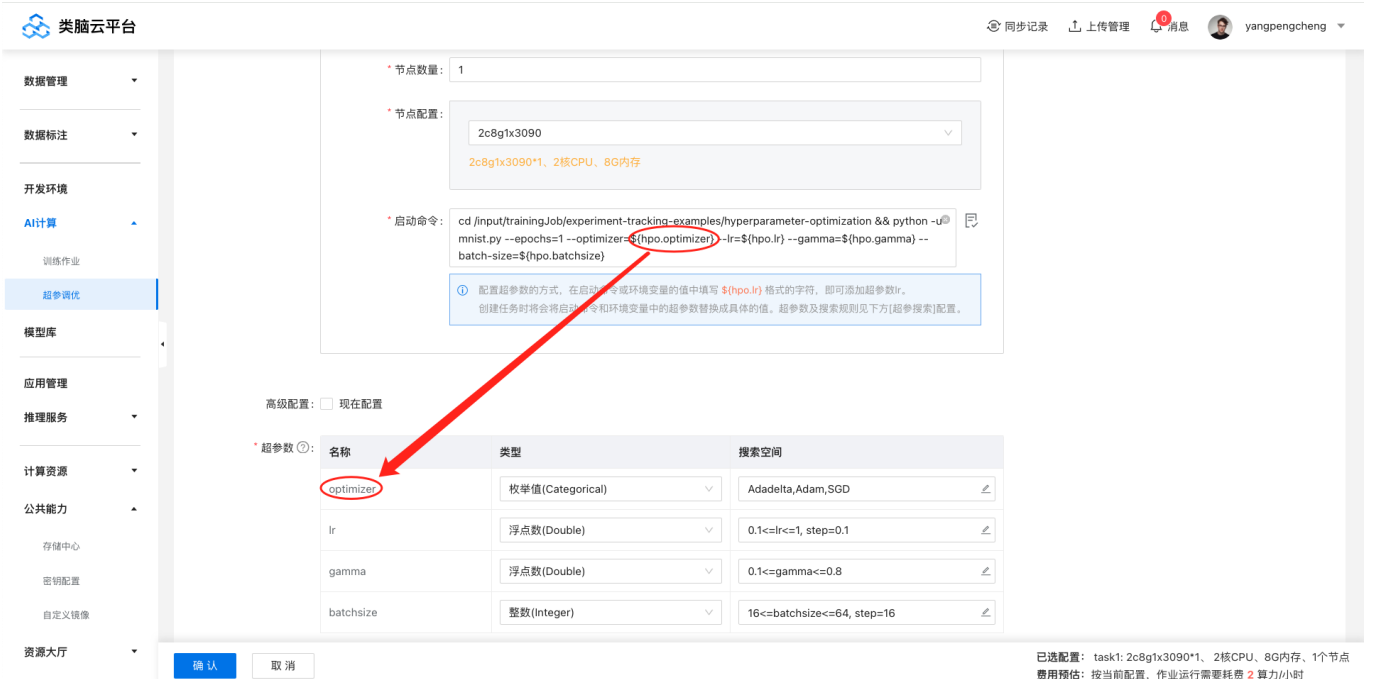 类脑云平台
同步记录
上传管理
0
消息
yangpengcheng
数据管理
数据标注
开发环境
AI计算
训练作业
超参调优
模型库
应用管理
推理服务
计算资源
公共能力
存储中心
密钥配置
自定义镜像
资源大厅
* 节点数量: 1
* 节点配置:
2c8g1x3090
2c8g1x3090*1、2核CPU、8G内存
* 启动命令:
cd /input/trainingJob/experiment-tracking-examples/hyperparameter-optimization && python -u
mnist.py --epochs=1 --optimizer=${hpo.optimizer} --lr=${hpo.lr} --gamma=${hpo.gamma} --
batch-size=${hpo.batchsize}
配置超参数的方式，在启动命令或环境变量的值中填写 ${hpo.lr} 格式的字符，即可添加超参数lr。
创建任务时将会将启动命令和环境变量中的超参数替换成具体的值。超参数及搜索规则见下方[超参搜索]配置。
高级配置: 现在配置
* 超参数 ?:
名称 类型 搜索空间
optimizer 枚举值(Categorical) Adadelta,Adam,SGD
lr 浮点数(Double) 0.1<=lr<=1, step=0.1
gamma 浮点数(Double) 0.1<=gamma<=0.8
batchsize 整数(Integer) 16<=batchsize<=64, step=16
确 认
取 消
已选配置: task1: 2c8g1x3090*1、 2核CPU、8G内存、1个节点
费用预估: 按当前配置，作业运行需要耗费 2 算力/小时